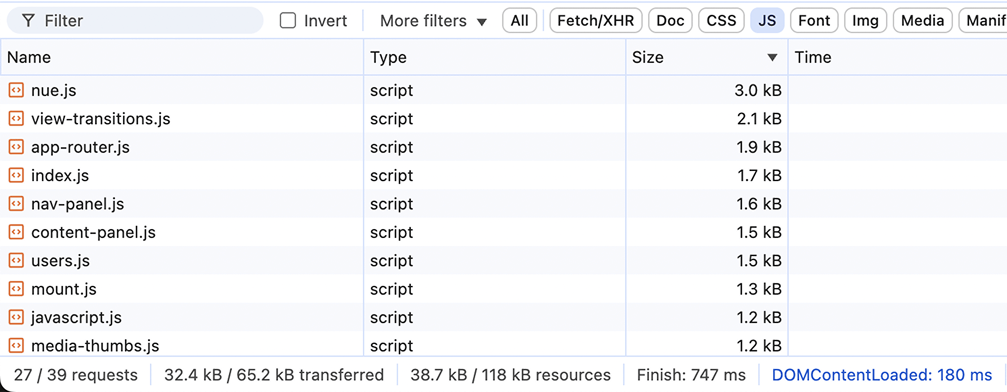 Filter Invert More filters ▼ All Fetch/XHR Doc CSS JS Font Img Media Manif
Name Type Size ▼ Time
nue.js script 3.0 kB
view-transitions.js script 2.1 kB
app-router.js script 1.9 kB
index.js script 1.7 kB
nav-panel.js script 1.6 kB
content-panel.js script 1.5 kB
users.js script 1.5 kB
mount.js script 1.3 kB
javascript.js script 1.2 kB
media-thumbs.js script 1.2 kB
27 / 39 requests 32.4 kB / 65.2 kB transferred 38.7 kB / 118 kB resources Finish: 747 ms DOMContentLoaded: 180 ms